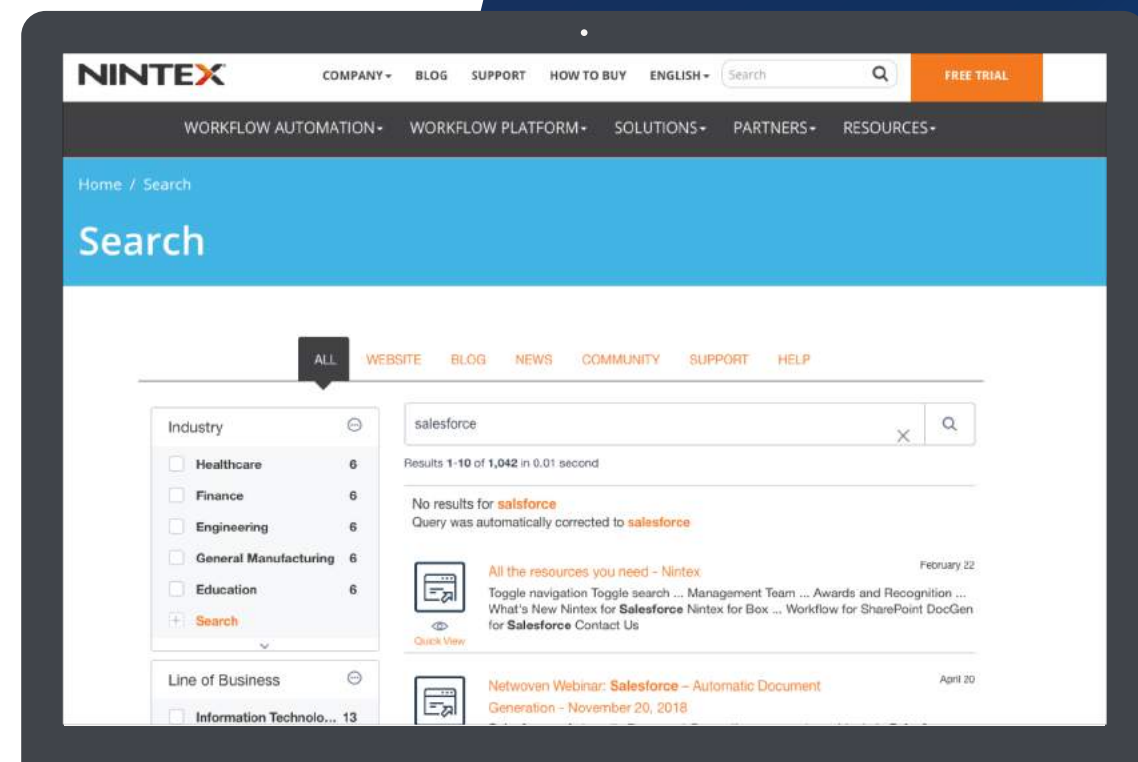 NINTEX
COMPANY BLOG SUPPORT HOW TO BUY ENGLISH Search FREE TRIAL
WORKFLOW AUTOMATION WORKFLOW PLATFORM SOLUTIONS PARTNERS RESOURCES
Home / Search
Search
ALL WEBSITE BLOG NEWS COMMUNITY SUPPORT HELP
Industry
Healthcare 6
Finance 6
Engineering 6
General Manufacturing 6
Education 6
Search
Line of Business
Information Technolo... 13
salesforce
Results 1-10 of 1,042 in 0.01 second
No results for salsforce
Query was automatically corrected to salesforce
All the resources you need - Nintex February 22
Toggle navigation Toggle search ... Management Team ... Awards and Recognition ...
What's New Nintex for Salesforce Nintex for Box ... Workflow for SharePoint DocGen
for Salesforce Contact Us
Quick View
Netwoven Webinar: Salesforce – Automatic Document April 20
Generation - November 20, 2018